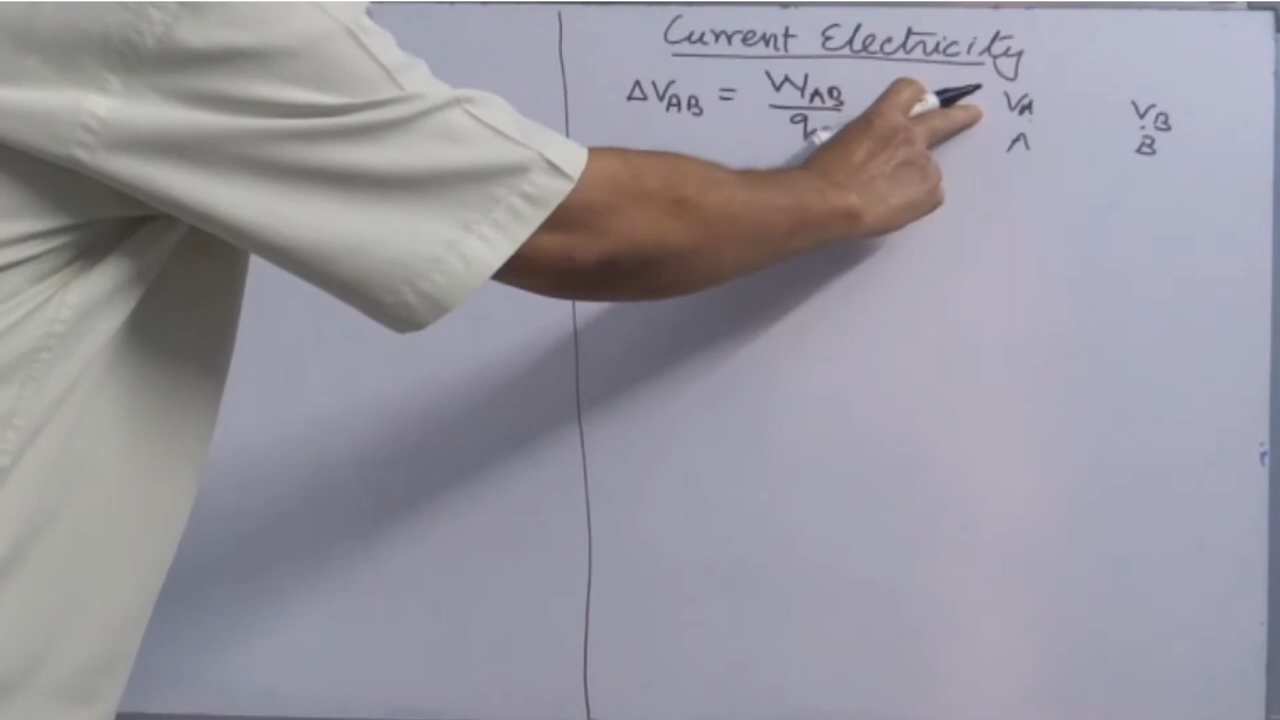 Current Electricity
ΔV_AB = W_AB / q V_A V_B
A B